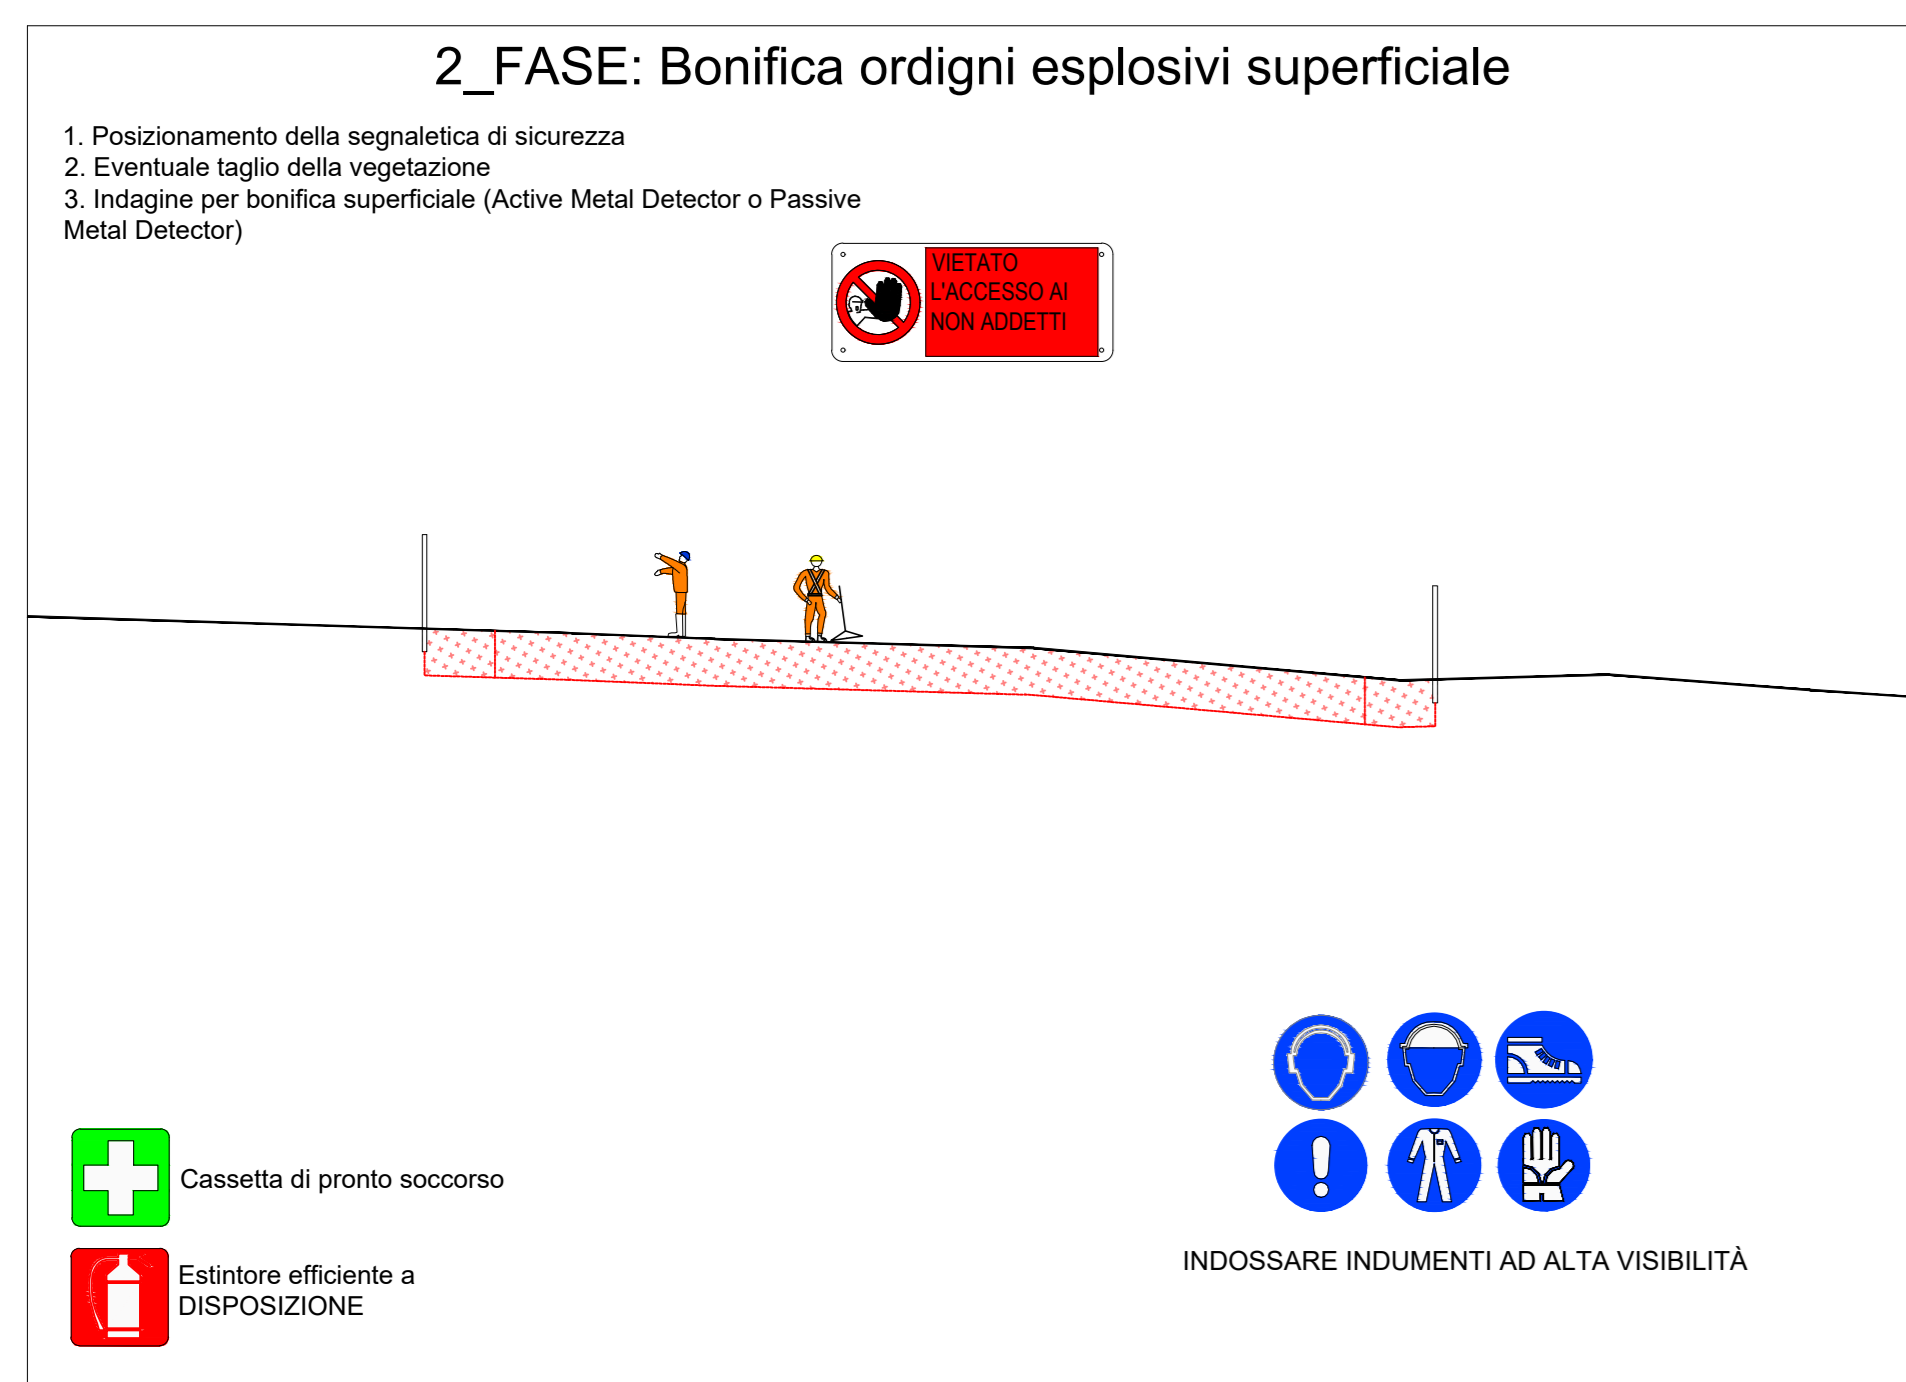 2_FASE: Bonifica ordigni esplosivi superficiale
1. Posizionamento della segnaletica di sicurezza
2. Eventuale taglio della vegetazione
3. Indagine per bonifica superficiale (Active Metal Detector o Passive
Metal Detector)
VIETATO
L'ACCESSO AI
NON ADDETTI
Cassetta di pronto soccorso
Estintore efficiente a
DISPOSIZIONE
INDOSSARE INDUMENTI AD ALTA VISIBILITÀ